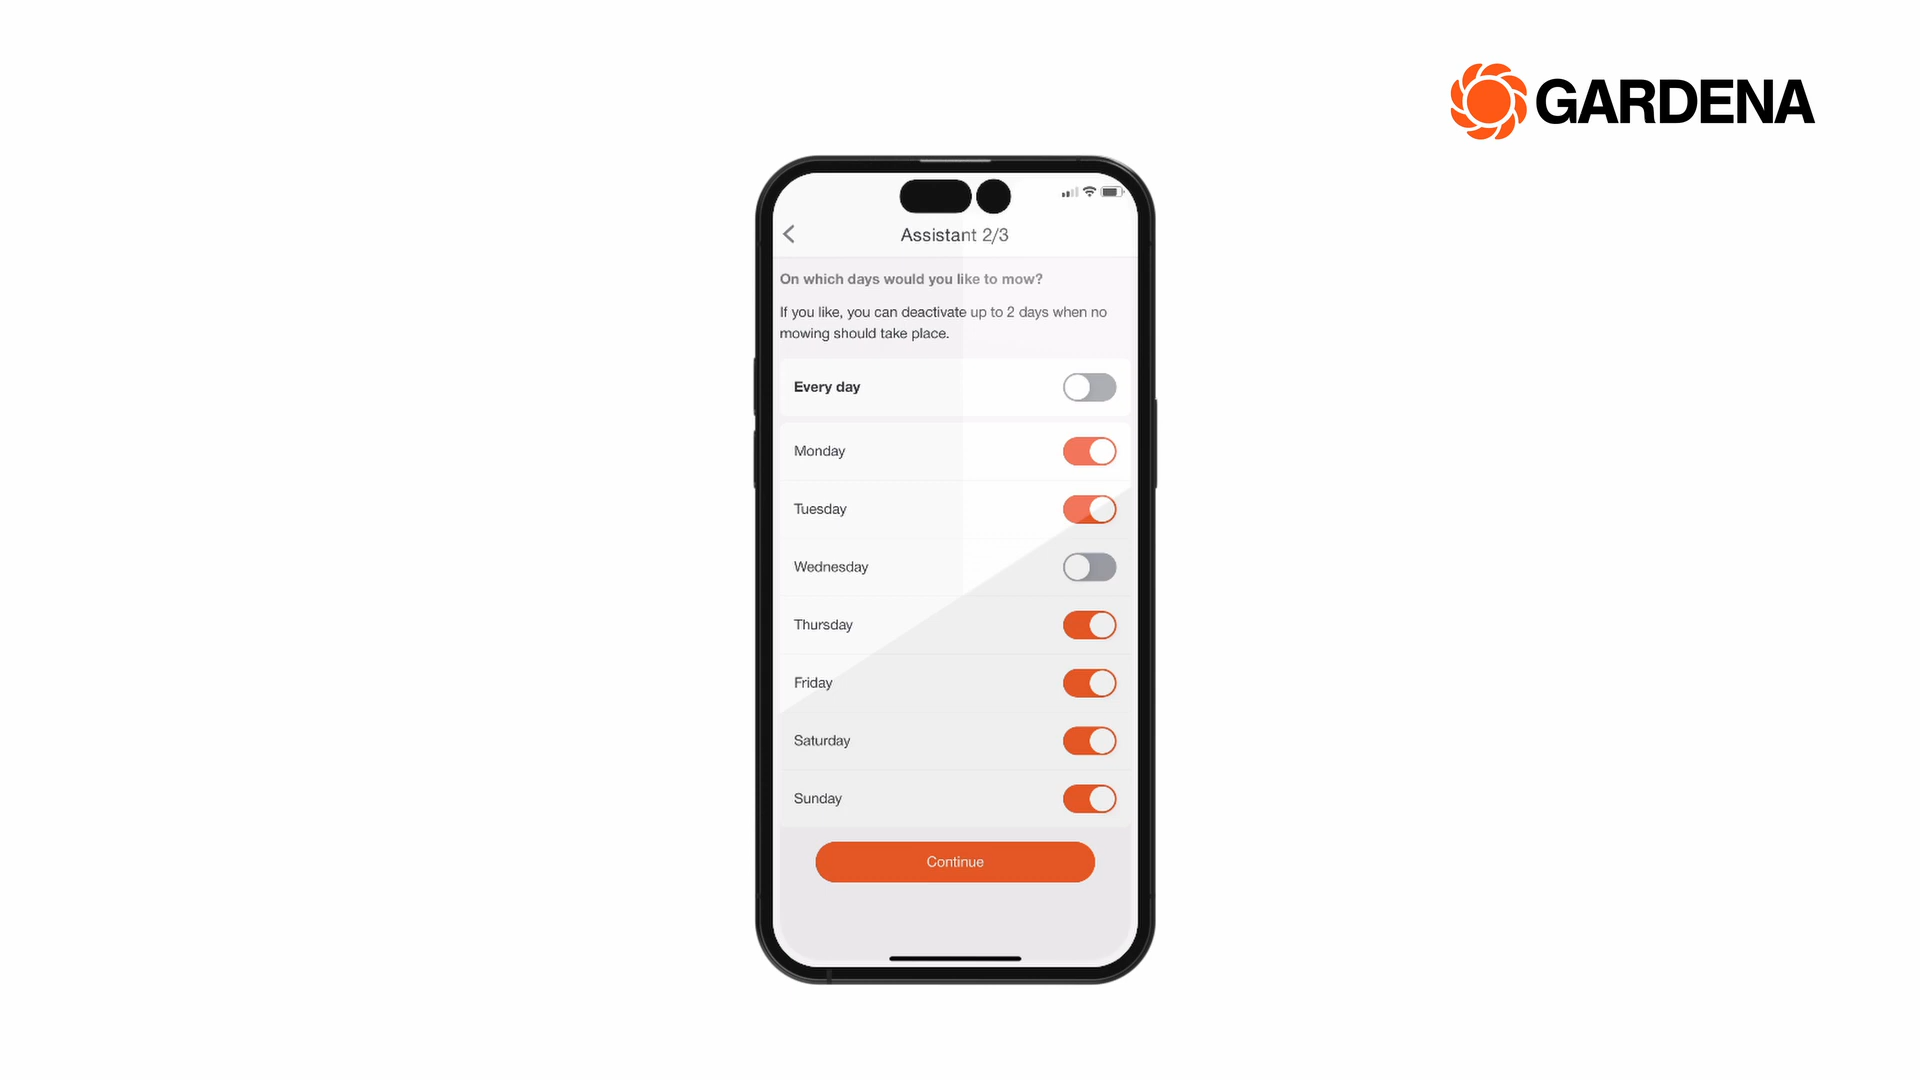 GARDENA
Assistant 2/3
On which days would you like to mow?
If you like, you can deactivate up to 2 days when no
mowing should take place.
Every day
Monday
Tuesday
Wednesday
Thursday
Friday
Saturday
Sunday
Continue